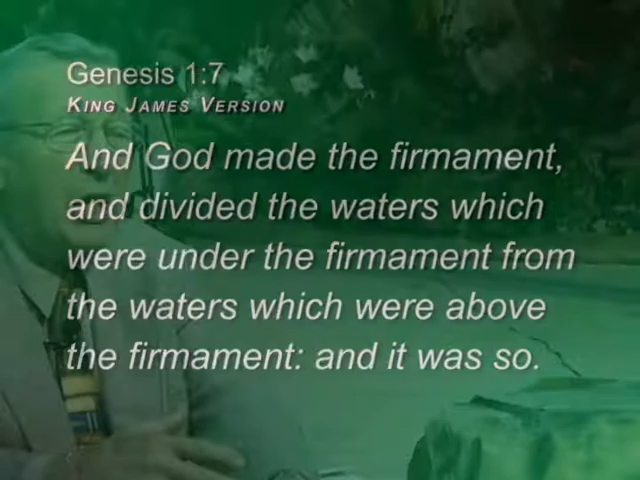 Genesis 1:7
King James Version
And God made the firmament,
and divided the waters which
were under the firmament from
the waters which were above
the firmament: and it was so.